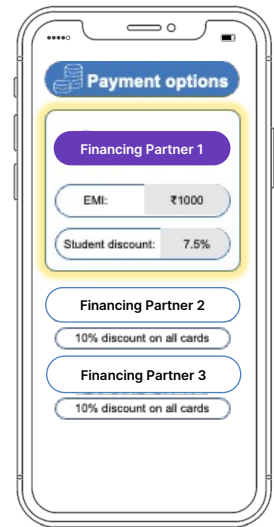 Payment options
Financing Partner 1
EMI: ₹1000
Student discount: 7.5%
Financing Partner 2
10% discount on all cards
Financing Partner 3
10% discount on all cards